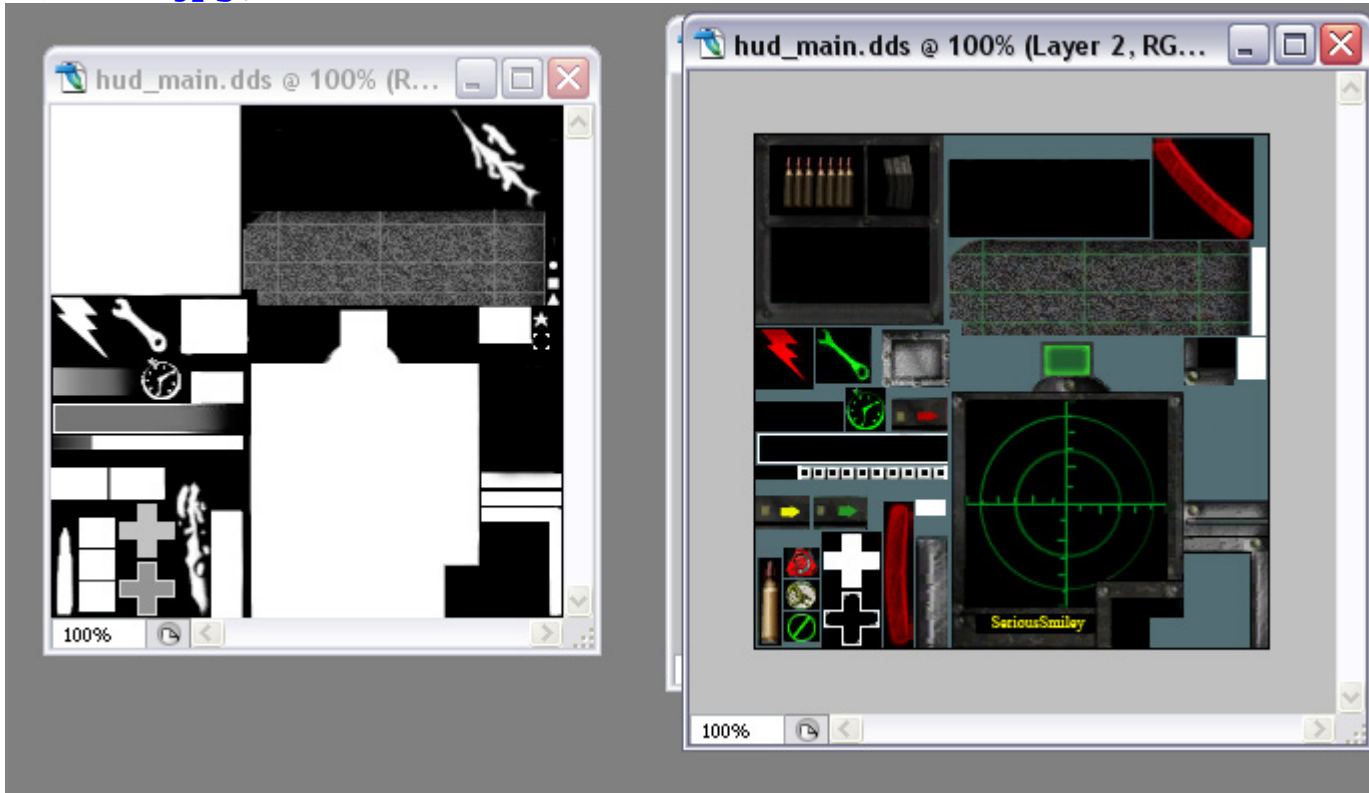 hud_main.dds @ 100% (R...
hud_main.dds @ 100% (Layer 2, RG...
SeriousSmiley
100%
100%